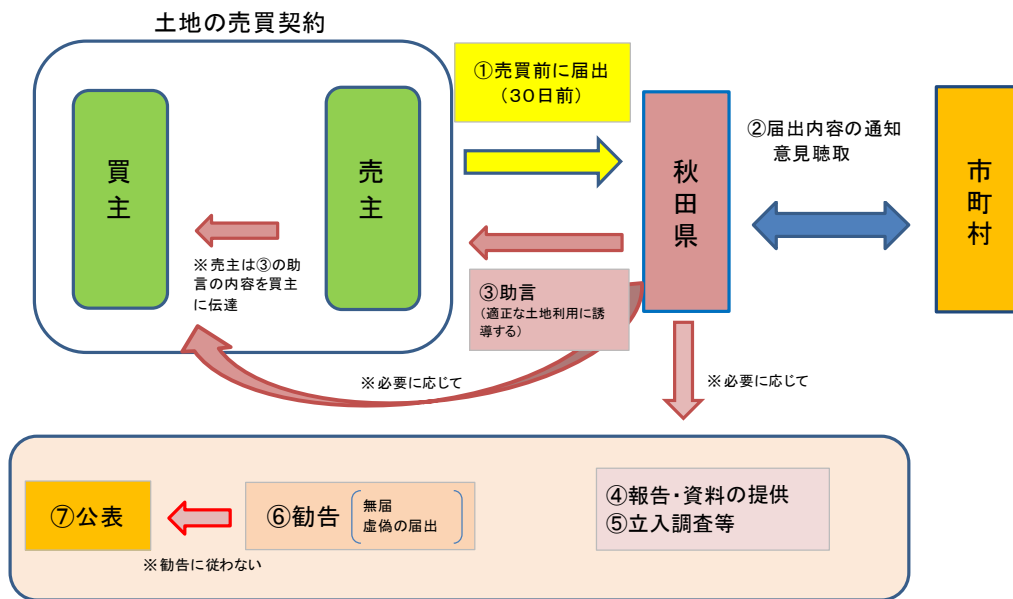 土地の売買契約
①売買前に届出
（３０日前）
買主
売主
秋田県
②届出内容の通知
意見聴取
市町村
※売主は③の助
言の内容を買主
に伝達
③助言
（適正な土地利用に誘
導する）
※必要に応じて
※必要に応じて
⑦公表
⑥勧告
無届
虚偽の届出
※勧告に従わない
④報告・資料の提供
⑤立入調査等